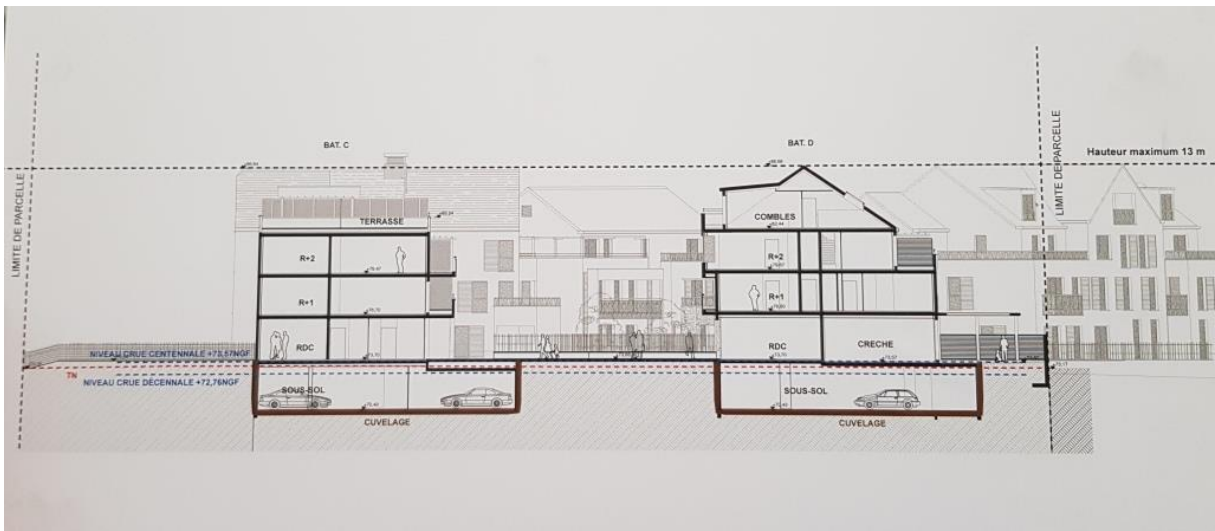 BAT. C
BAT. D
Hauteur maximum 13 m
LIMITE DE PARCELLE
LIMITE DE PARCELLE
TERRASSE
COMBLES
R+2
R+2
R+1
R+1
RDC
RDC
CRECHE
NIVEAU CRUE CENTENNALE +73,57NGF
TN
NIVEAU CRUE DÉCENNALE +72,76NGF
SOUS-SOL
SOUS-SOL
CUVELAGE
CUVELAGE